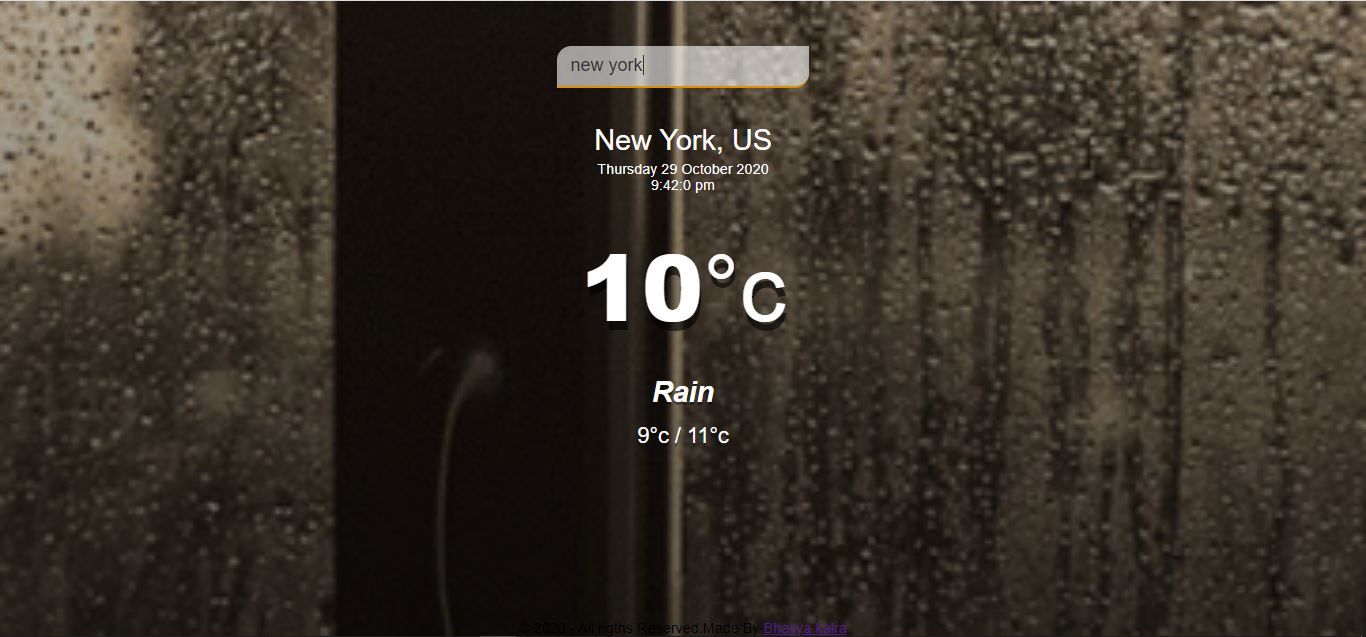 new york
New York, US
Thursday 29 October 2020
9:42:0 pm
10°c
Rain
9°c / 11°c
© 2020 - All rigths Reserved.Made By Bhavya kalra.